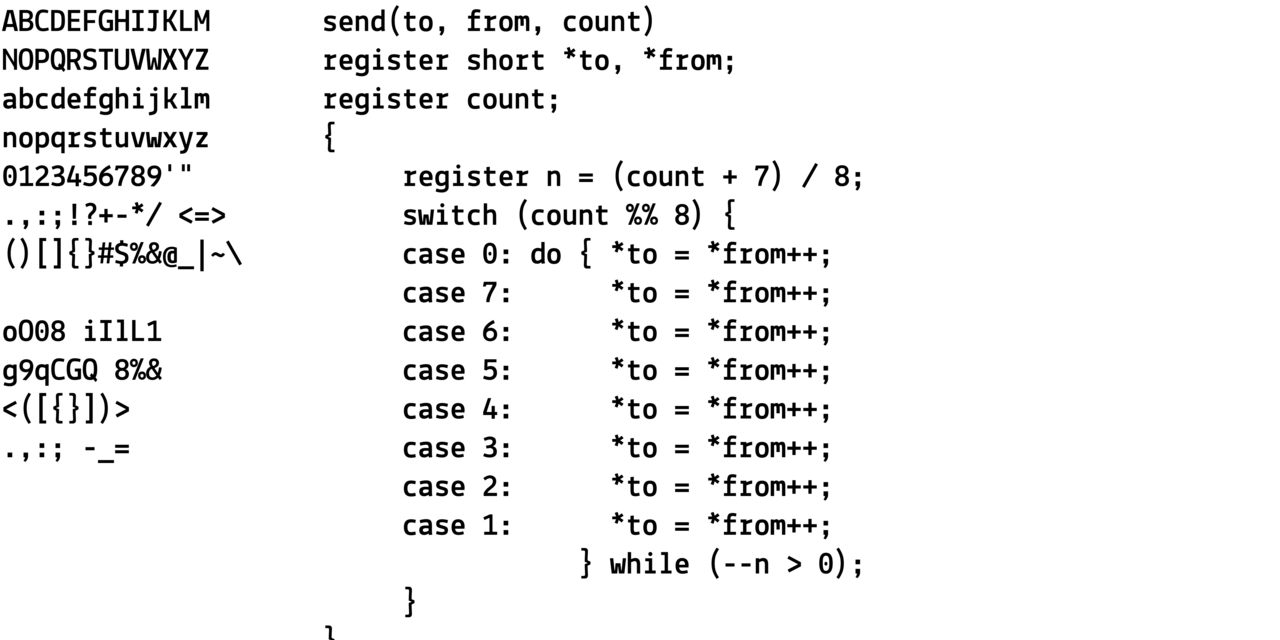 ABCDEFGHIJKLM send(to, from, count)
NOPQRSTUVWXYZ register short *to, *from;
abcdefghijklm register count;
nopqrstuvwxyz {
0123456789'" register n = (count + 7) / 8;
.,:;!?+-*/ <=> switch (count %% 8) {
()[]{}#$%&@_|~\ case 0: do { *to = *from++;
case 7: *to = *from++;
oO08 iIlL1 case 6: *to = *from++;
g9qCGQ 8%& case 5: *to = *from++;
<([{}])> case 4: *to = *from++;
.,:; -_= case 3: *to = *from++;
case 2: *to = *from++;
case 1: *to = *from++;
} while (--n > 0);
}
}